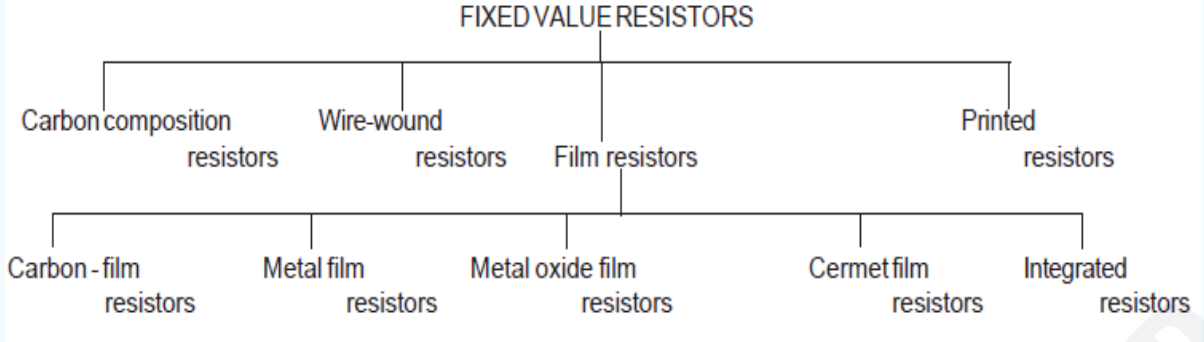 FIXED VALUE RESISTORS
Carbon composition resistors
Wire-wound resistors
Film resistors
Printed resistors
Carbon - film resistors
Metal film resistors
Metal oxide film resistors
Cermet film resistors
Integrated resistors